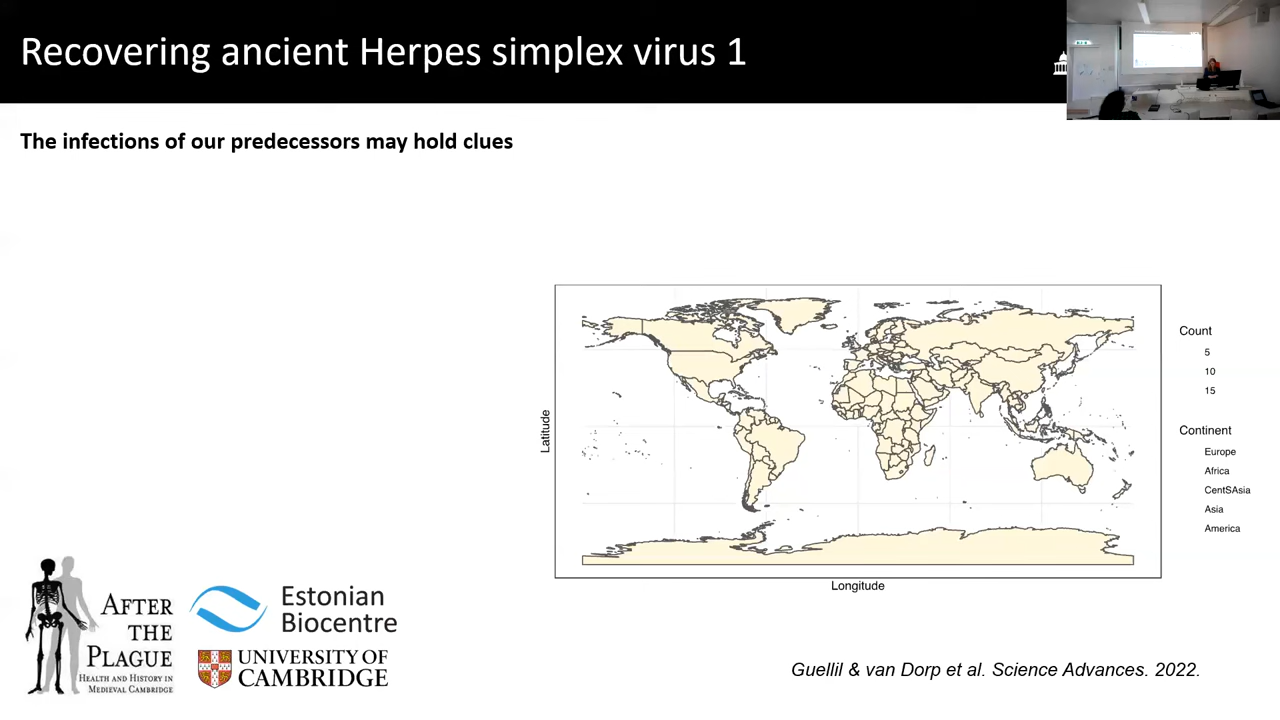 Recovering ancient Herpes simplex virus 1
The infections of our predecessors may hold clues
Latitude
Longitude
Count
5
10
15
Continent
Europe
Africa
CentSAsia
Asia
America
AFTER
THE
PLAGUE
HEALTH AND HISTORY IN
MEDIEVAL CAMBRIDGE
Estonian
Biocentre
UNIVERSITY OF
CAMBRIDGE
Guellil & van Dorp et al. Science Advances. 2022.